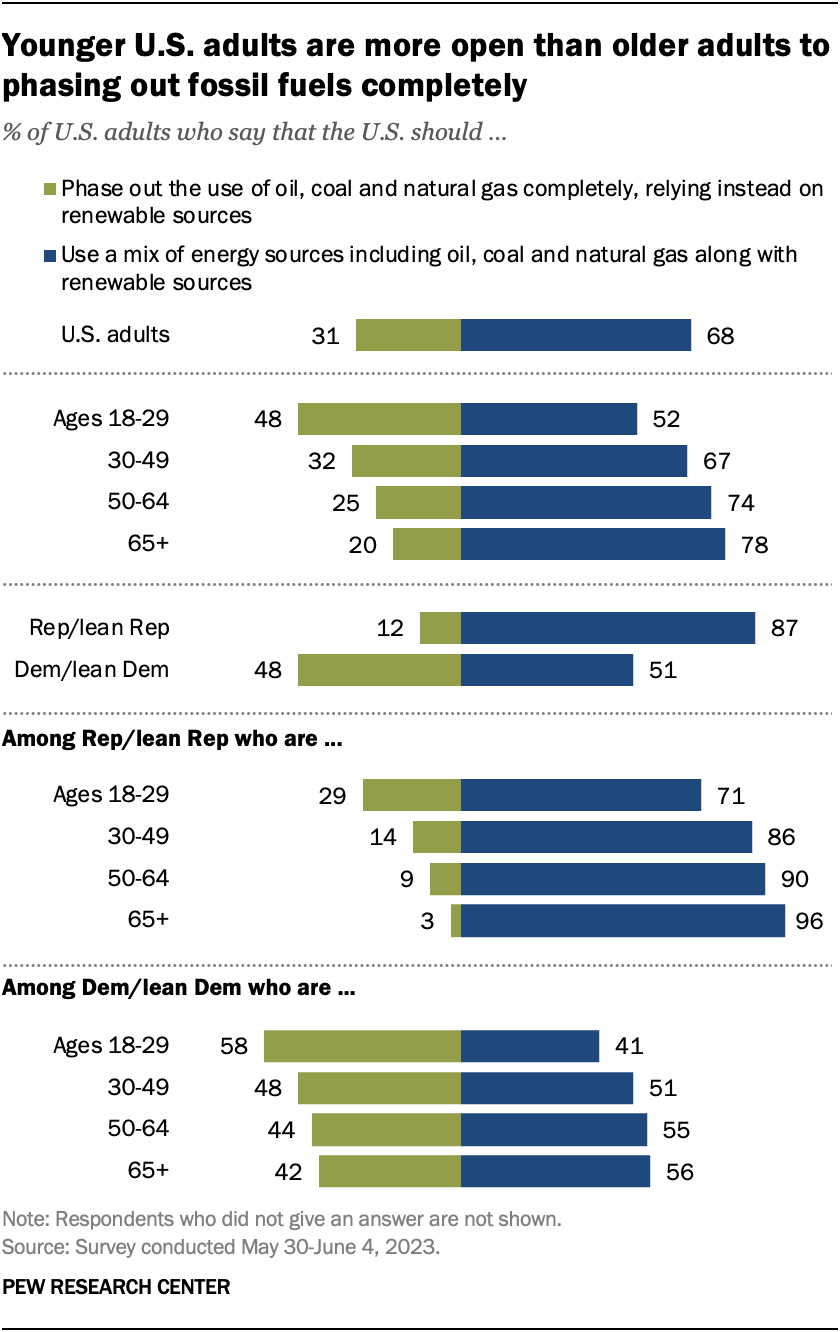 Younger U.S. adults are more open than older adults to
phasing out fossil fuels completely
% of U.S. adults who say that the U.S. should ...
Phase out the use of oil, coal and natural gas completely, relying instead on
renewable sources
Use a mix of energy sources including oil, coal and natural gas along with
renewable sources
U.S. adults 31 68
Ages 18-29 48 52
30-49 32 67
50-64 25 74
65+ 20 78
Rep/lean Rep 12 87
Dem/lean Dem 48 51
Among Rep/lean Rep who are ...
Ages 18-29 29 71
30-49 14 86
50-64 9 90
65+ 3 96
Among Dem/lean Dem who are ...
Ages 18-29 58 41
30-49 48 51
50-64 44 55
65+ 42 56
Note: Respondents who did not give an answer are not shown.
Source: Survey conducted May 30-June 4, 2023.
PEW RESEARCH CENTER